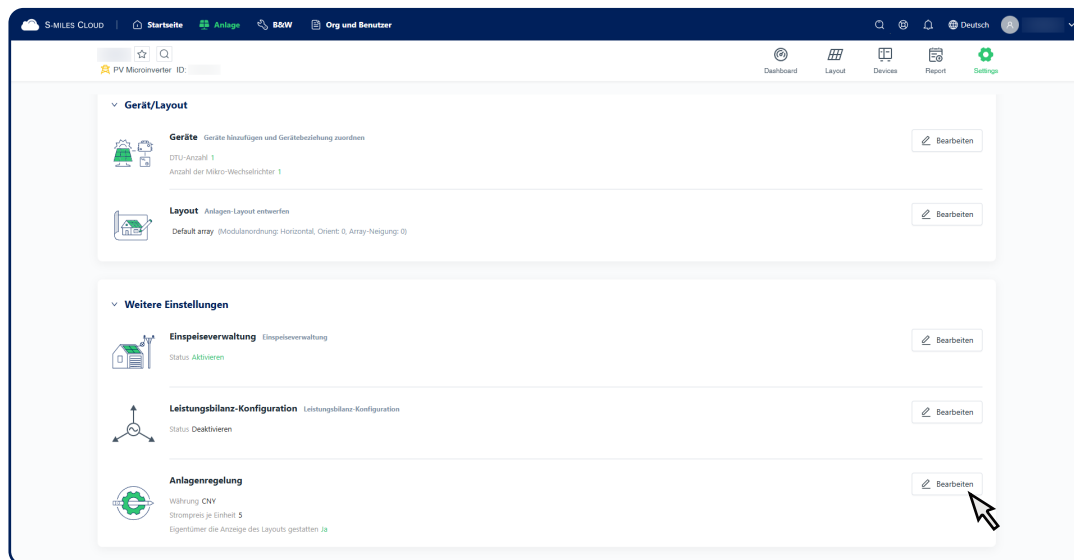 S-MILES CLOUD | Startseite Anlage B&W Org und Benutzer Deutsch
PV Microinverter ID:
Dashboard Layout Devices Report Settings
Gerät/Layout
Geräte Geräte hinzufügen und Gerätebeziehung zuordnen
Bearbeiten
DTU-Anzahl 1
Anzahl der Mikro-Wechselrichter 1
Layout Anlagen-Layout entwerfen
Bearbeiten
Default array (Modulanordnung: Horizontal, Orient: 0, Array-Neigung: 0)
Weitere Einstellungen
Einspeiseverwaltung Einspeiseverwaltung
Bearbeiten
Status Aktivieren
Leistungsbilanz-Konfiguration Leistungsbilanz-Konfiguration
Bearbeiten
Status Deaktivieren
Anlagenregelung
Bearbeiten
Währung CNY
Strompreis je Einheit 5
Eigentümer die Anzeige des Layouts gestatten Ja